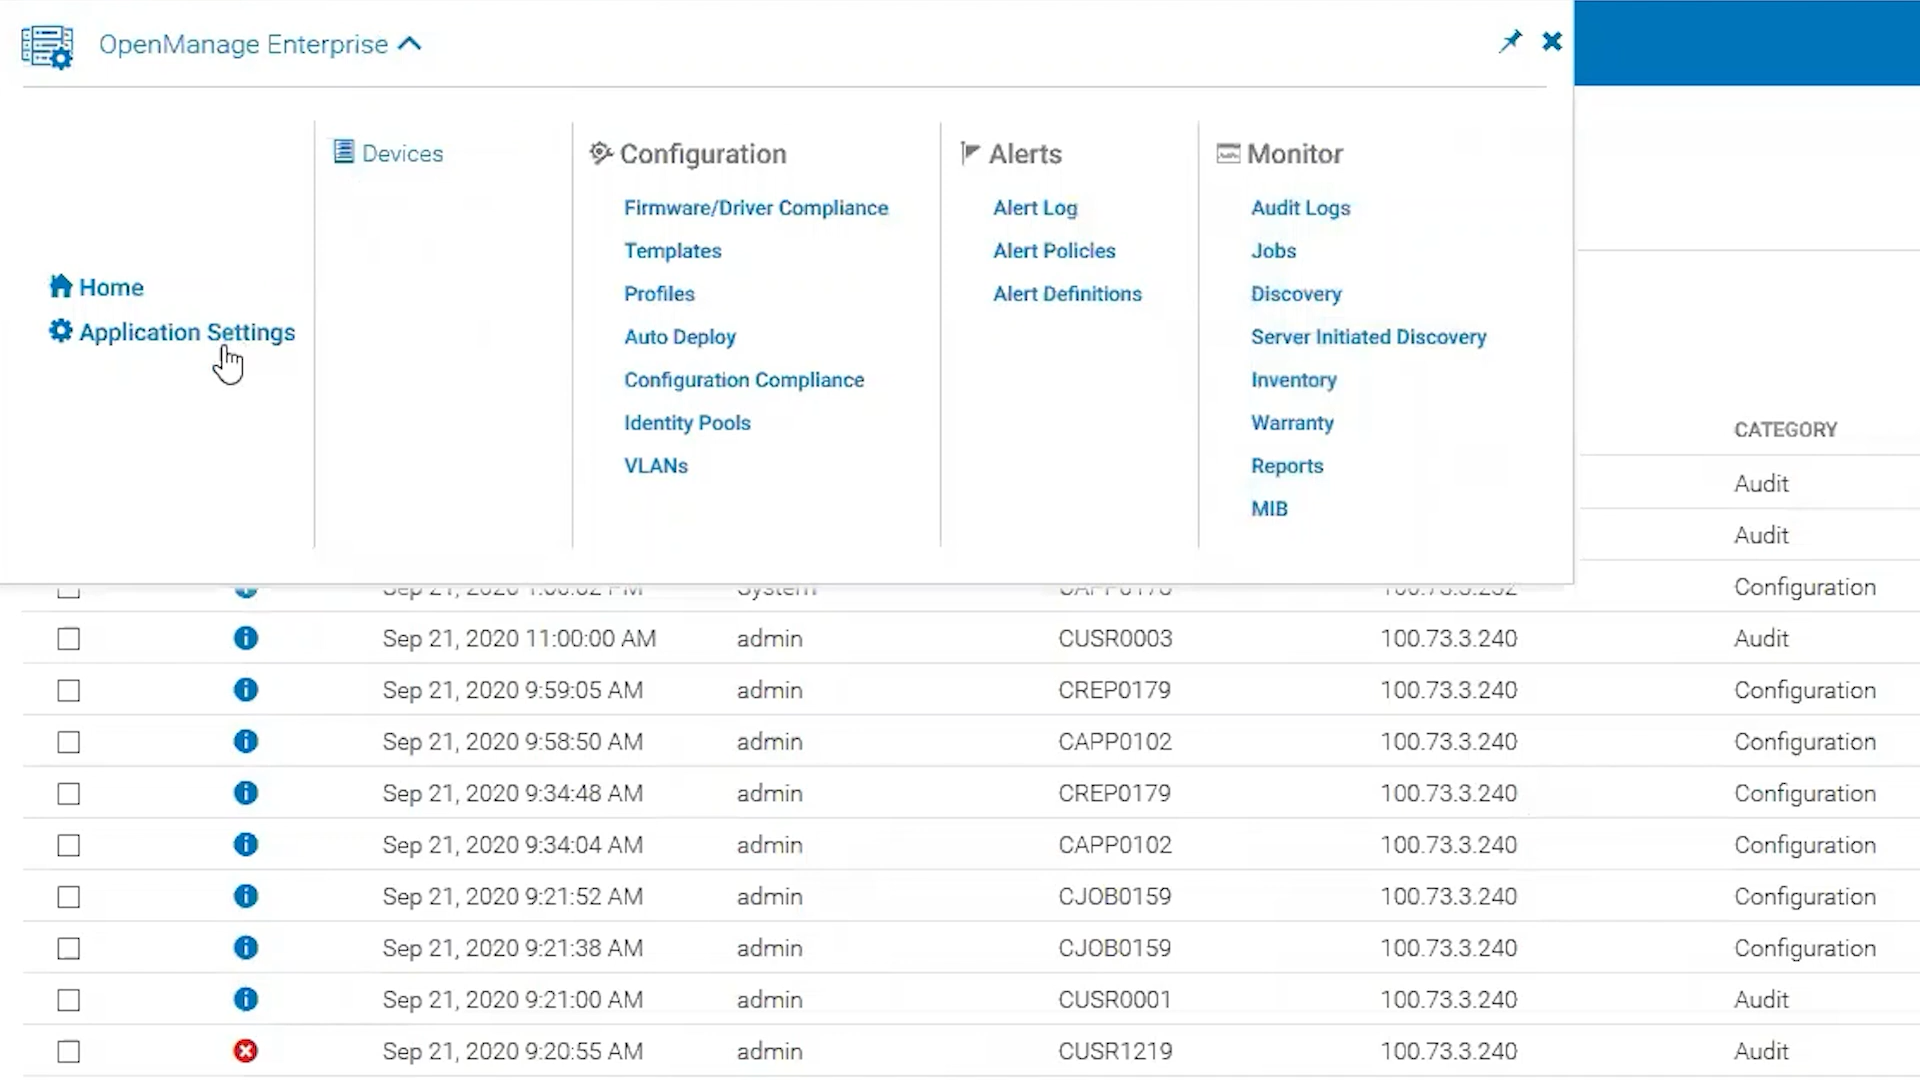 OpenManage Enterprise
Home
Application Settings
Devices
Configuration
Firmware/Driver Compliance
Templates
Profiles
Auto Deploy
Configuration Compliance
Identity Pools
VLANs
Alerts
Alert Log
Alert Policies
Alert Definitions
Monitor
Audit Logs
Jobs
Discovery
Server Initiated Discovery
Inventory
Warranty
Reports
MIB
CATEGORY
Audit
Audit
System Configuration
Sep 21, 2020 11:00:00 AM admin CUSR0003 100.73.3.240 Audit
Sep 21, 2020 9:59:05 AM admin CREP0179 100.73.3.240 Configuration
Sep 21, 2020 9:58:50 AM admin CAPP0102 100.73.3.240 Configuration
Sep 21, 2020 9:34:48 AM admin CREP0179 100.73.3.240 Configuration
Sep 21, 2020 9:34:04 AM admin CAPP0102 100.73.3.240 Configuration
Sep 21, 2020 9:21:52 AM admin CJOB0159 100.73.3.240 Configuration
Sep 21, 2020 9:21:38 AM admin CJOB0159 100.73.3.240 Configuration
Sep 21, 2020 9:21:00 AM admin CUSR0001 100.73.3.240 Audit
Sep 21, 2020 9:20:55 AM admin CUSR1219 100.73.3.240 Audit